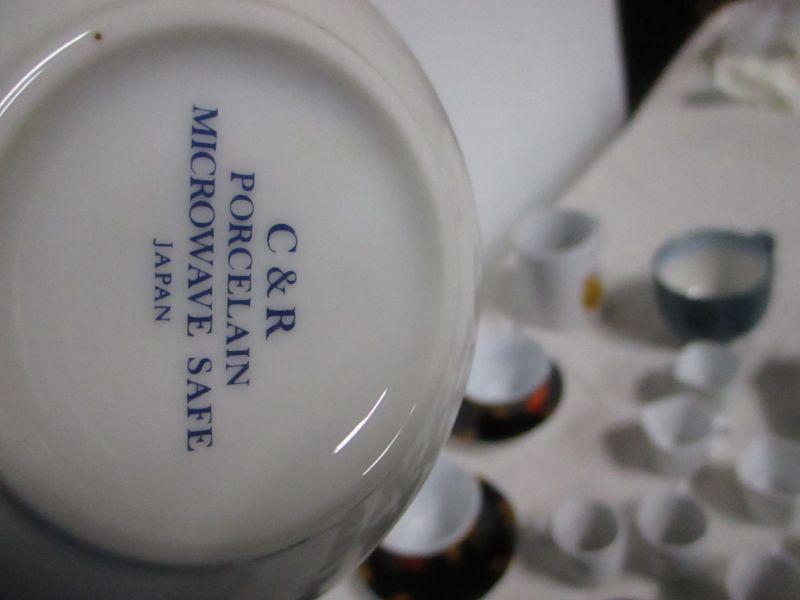 C & R
PORCELAIN
MICROWAVE SAFE
JAPAN